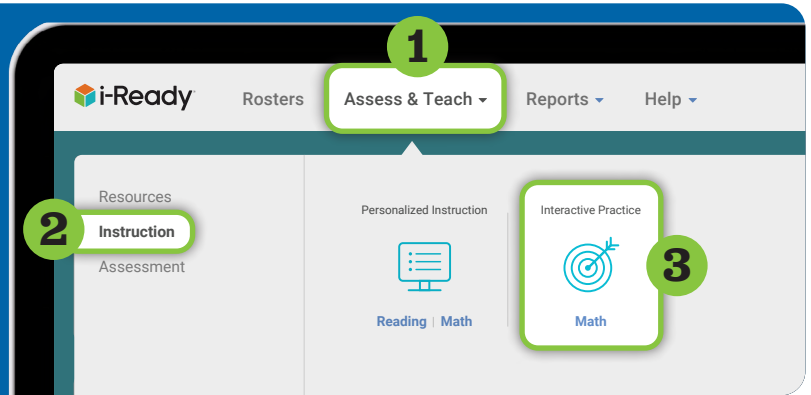 1
i-Ready Rosters Assess & Teach Reports Help
Resources
2 Instruction
Assessment
Personalized Instruction
Reading | Math
Interactive Practice
3
Math